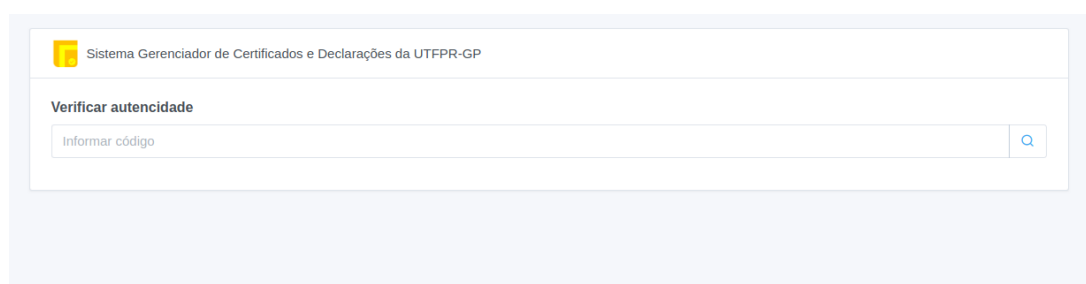 Sistema Gerenciador de Certificados e Declarações da UTFPR-GP
Verificar autencidade
Informar código